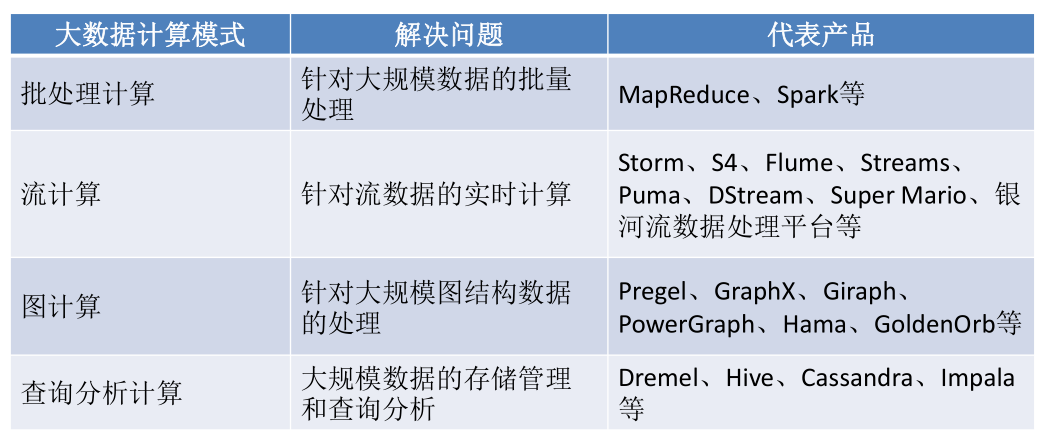 大数据计算模式
解决问题
代表产品
批处理计算
针对大规模数据的批量
处理
MapReduce、Spark等
流计算
针对流数据的实时计算
Storm、S4、Flume、Streams、
Puma、DStream、Super Mario、银
河流数据处理平台等
图计算
针对大规模图结构数据
的处理
Pregel、GraphX、Giraph、
PowerGraph、Hama、GoldenOrb等
查询分析计算
大规模数据的存储管理
和查询分析
Dremel、Hive、Cassandra、Impala
等